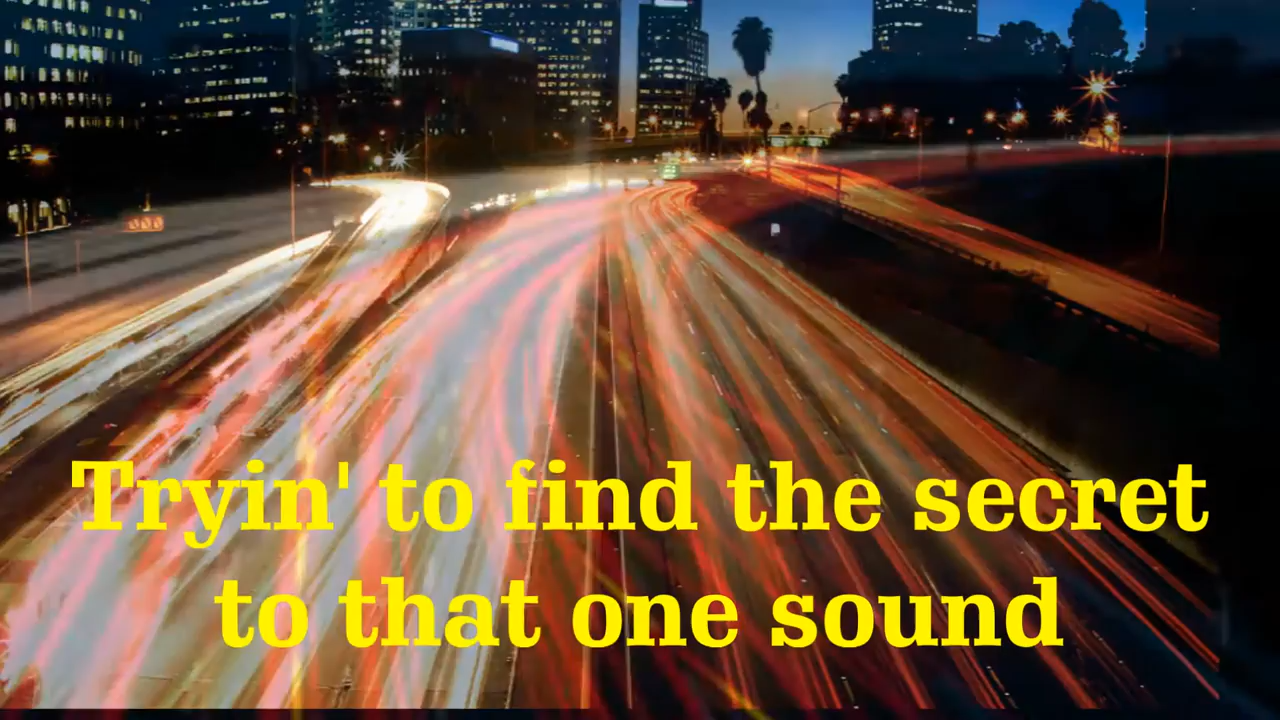 Tryin' to find the secret
to that one sound